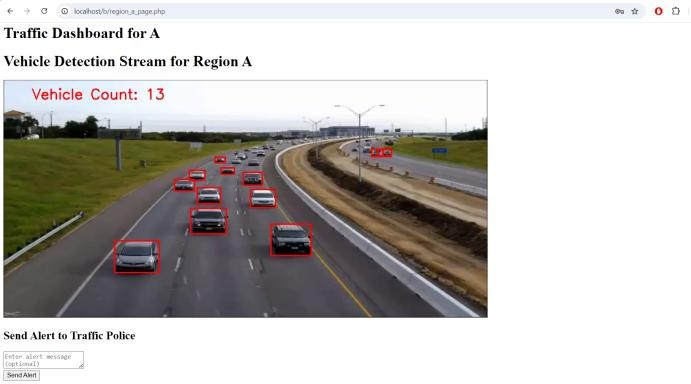 localhost/b/region_a_page.php
Traffic Dashboard for A
Vehicle Detection Stream for Region A
Vehicle Count: 13
Send Alert to Traffic Police
Enter alert message
(optional)
Send Alert